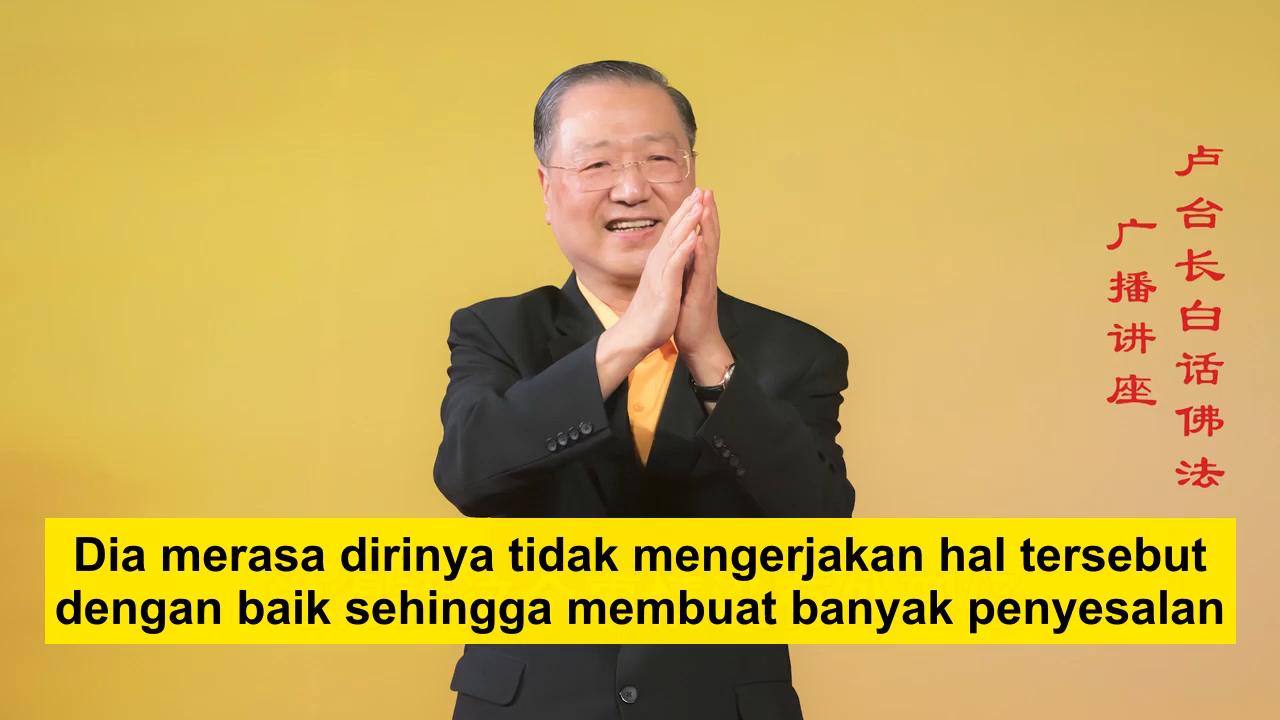 卢台长白话佛法
广播讲座
Dia merasa dirinya tidak mengerjakan hal tersebut
dengan baik sehingga membuat banyak penyesalan